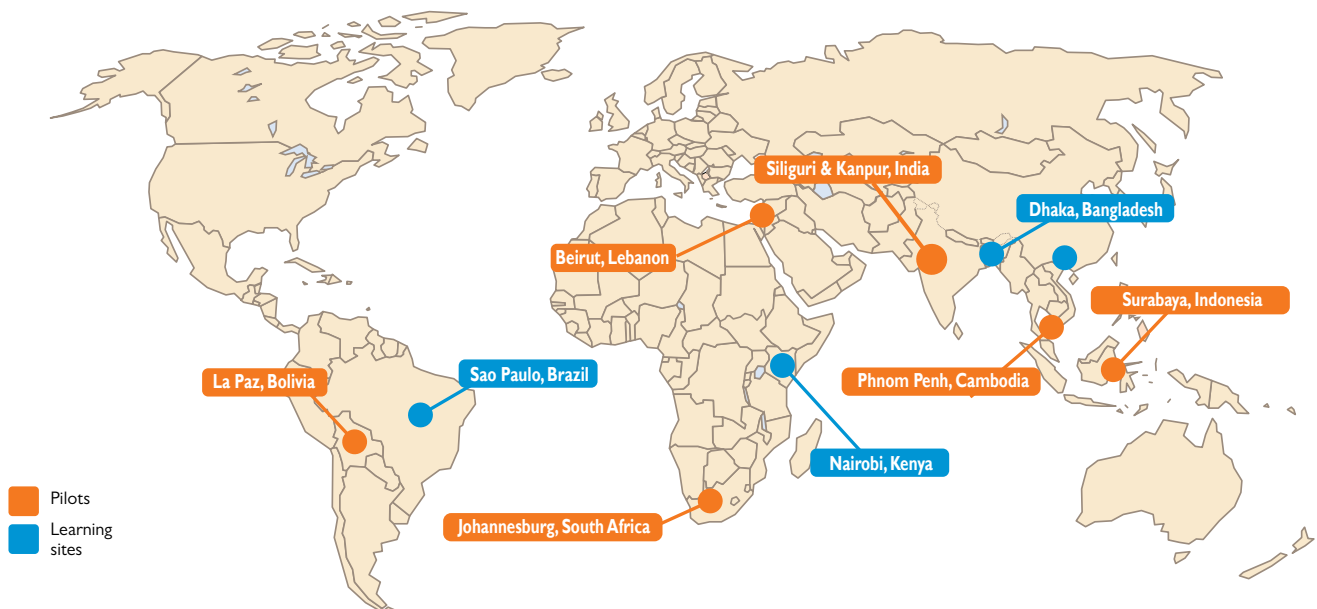 Siliguri & Kanpur, India
Dhaka, Bangladesh
Beirut, Lebanon
Surabaya, Indonesia
La Paz, Bolivia
Sao Paulo, Brazil
Phnom Penh, Cambodia
Nairobi, Kenya
Johannesburg, South Africa
Pilots
Learning
sites